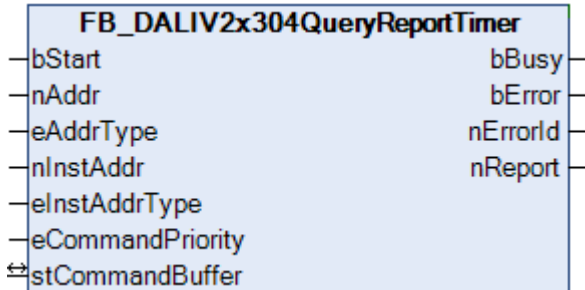 FB_DALIV2x304QueryReportTimer
bStart bBusy
nAddr bError
eAddrType nErrorId
nInstAddr nReport
eInstAddrType
eCommandPriority
stCommandBuffer